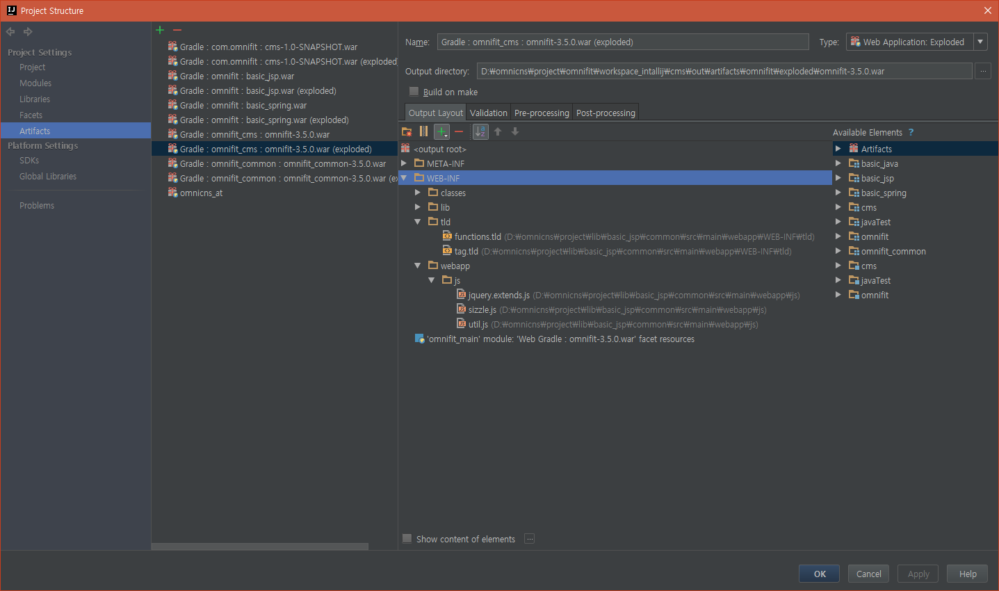 Project Structure
Project Settings
Project
Modules
Libraries
Facets
Artifacts
Platform Settings
SDKs
Global Libraries
Problems
Gradle : com.omnifit : cms-1.0-SNAPSHOT.war
Gradle : com.omnifit : cms-1.0-SNAPSHOT.war (exploded)
Gradle : omnifit : basic_jsp.war
Gradle : omnifit : basic_jsp.war (exploded)
Gradle : omnifit : basic_spring.war
Gradle : omnifit : basic_spring.war (exploded)
Gradle : omnifit_cms : omnifit-3.5.0.war
Gradle : omnifit_cms : omnifit-3.5.0.war (exploded)
Gradle : omnifit_common : omnifit_common-3.5.0.war
Gradle : omnifit_common : omnifit_common-3.5.0.war (ex
omnicns_at
Name: Gradle : omnifit_cms : omnifit-3.5.0.war (exploded) Type: Web Application: Exploded
Output directory: D:₩omnicns₩project₩omnifit₩workspace_intallij₩cms₩out₩artifacts₩omnifit₩exploded₩omnifit-3.5.0.war ...
Build on make
Output Layout Validation Pre-processing Post-processing
<output root>
META-INF
WEB-INF
classes
lib
tld
functions.tld (D:₩omnicns₩project₩lib₩basic_jsp₩common₩src₩main₩webapp₩WEB-INF₩tld)
tag.tld (D:₩omnicns₩project₩lib₩basic_jsp₩common₩src₩main₩webapp₩WEB-INF₩tld)
webapp
js
jquery.extends.js (D:₩omnicns₩project₩lib₩basic_jsp₩common₩src₩main₩webapp₩js)
sizzle.js (D:₩omnicns₩project₩lib₩basic_jsp₩common₩src₩main₩webapp₩js)
util.js (D:₩omnicns₩project₩lib₩basic_jsp₩common₩src₩main₩webapp₩js)
'omnifit_main' module: 'Web Gradle : omnifit-3.5.0.war' facet resources
Available Elements ?
Artifacts
basic_java
basic_jsp
basic_spring
cms
javaTest
omnifit
omnifit_common
cms
javaTest
omnifit
Show content of elements ...
OK Cancel Apply Help